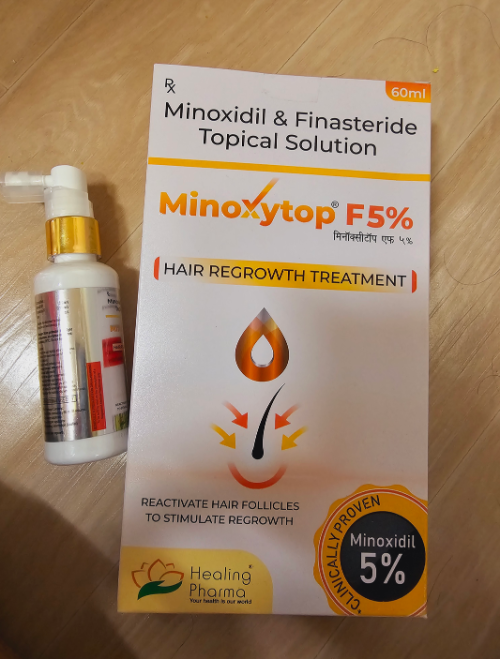 60ml
Rx
Minoxidil & Finasteride
Topical Solution
Minoxytop® F5%
मिनॉक्सीटॉप एफ ५%
HAIR REGROWTH TREATMENT
REACTIVATE HAIR FOLLICLES
TO STIMULATE REGROWTH
*CLINICALLY PROVEN
Minoxidil
5%
Healing®
Pharma
Your health is our world